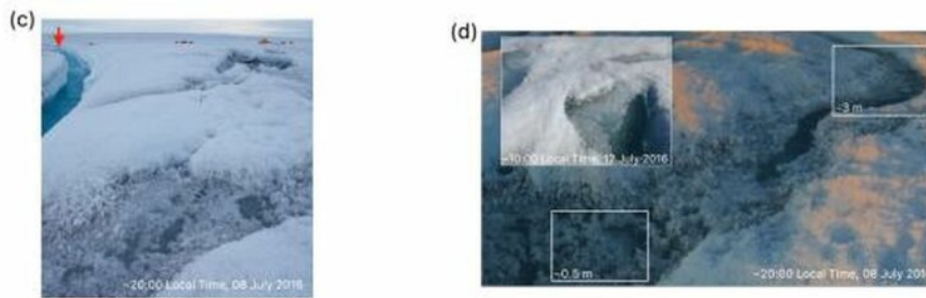 (c)
~20:00 Local Time, 08 July 2016
(d)
~3 m
~10:00 Local Time, 12 July 2016
~0.5 m
~20:00 Local Time, 08 July 2016